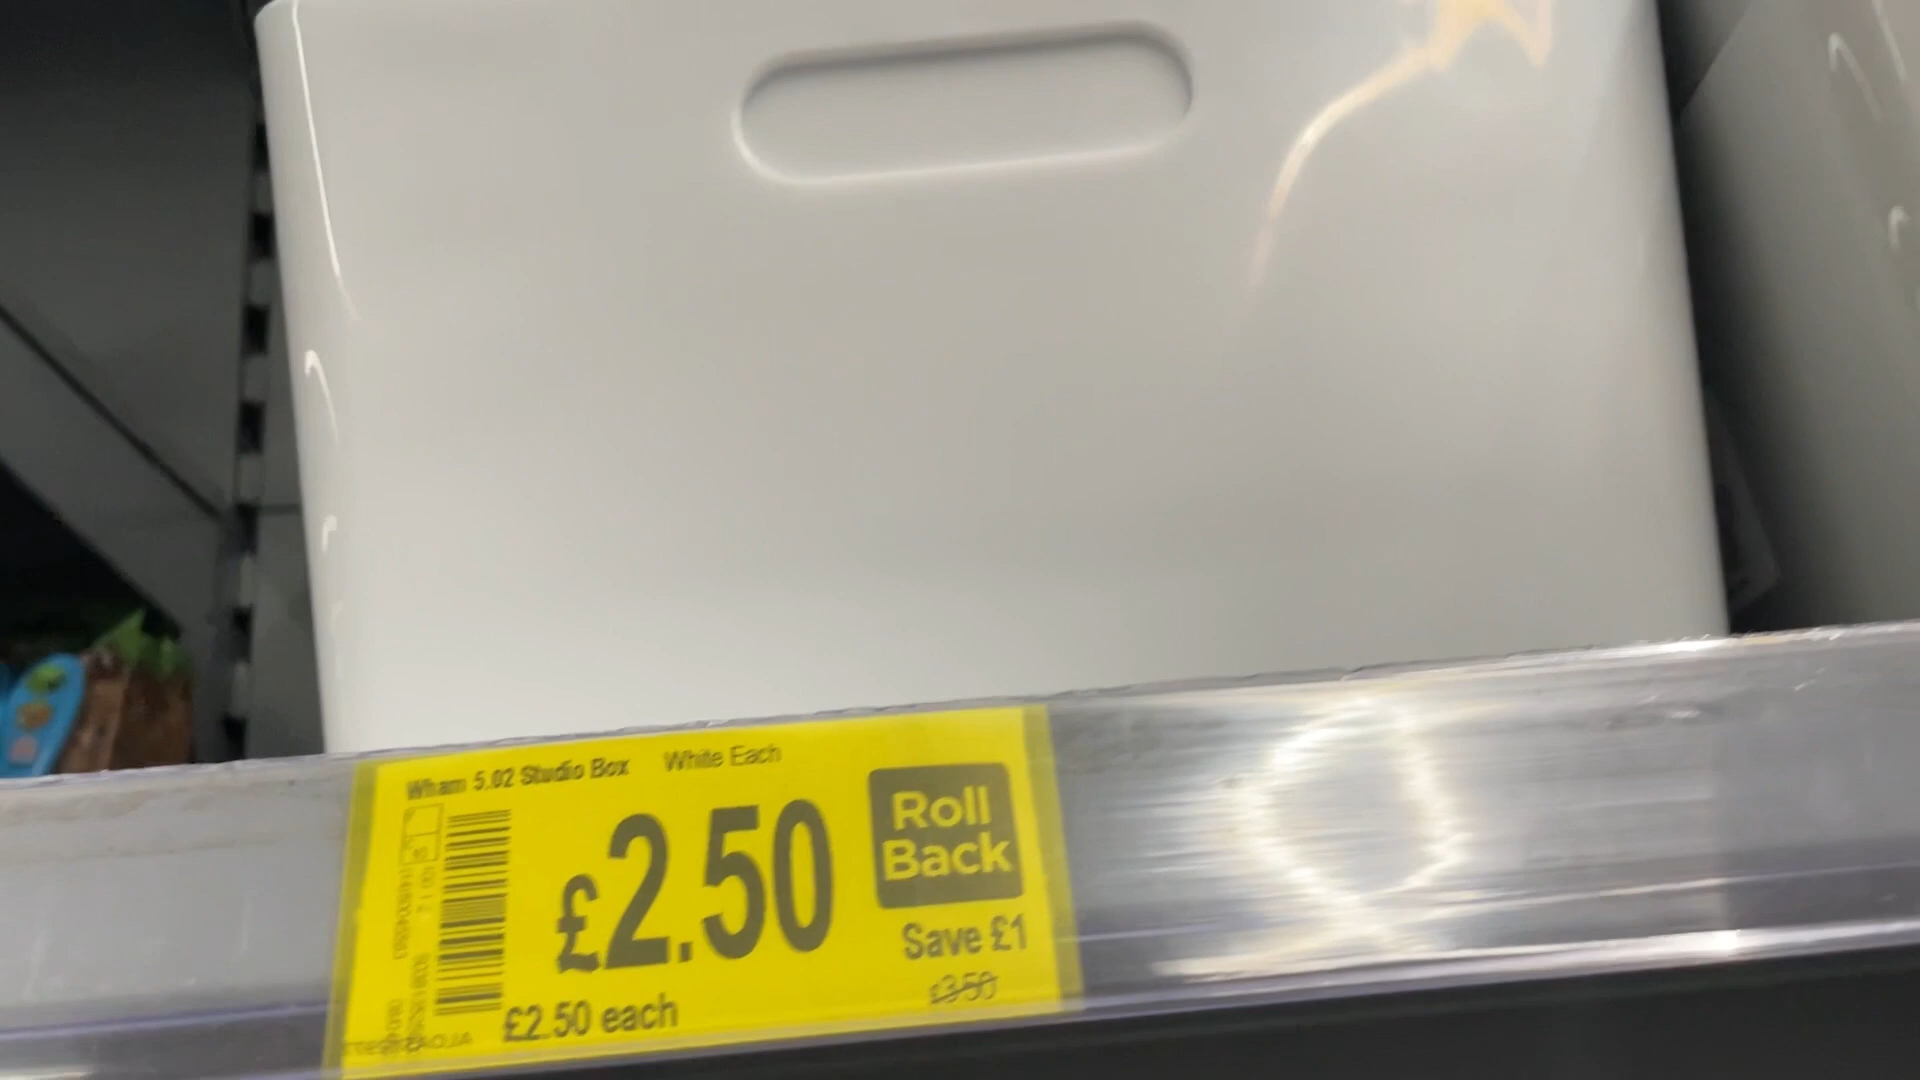 Wham 5.02 Studio Box White Each
£2.50
Roll
Back
Save £1
£3.50
£2.50 each